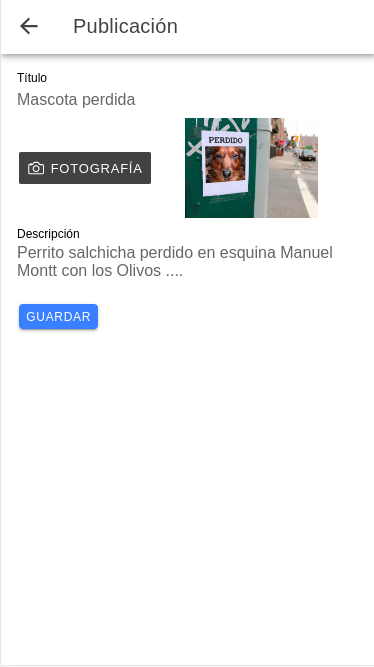 Publicación
Título
Mascota perdida
PERDIDO
FOTOGRAFÍA
Descripción
Perrito salchicha perdido en esquina Manuel
Montt con los Olivos ....
GUARDAR